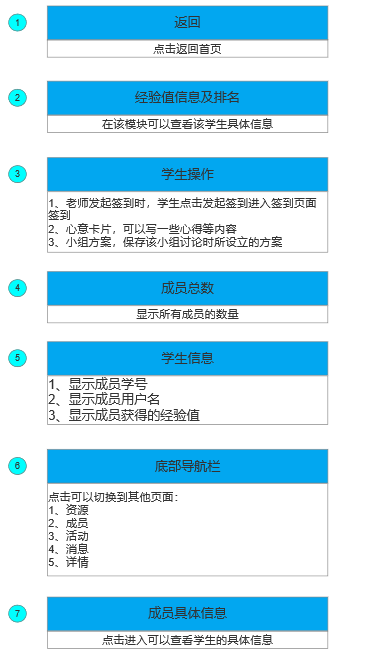 1
返回
点击返回首页
2
经验值信息及排名
在该模块可以查看该学生具体信息
3
学生操作
1、老师发起签到时，学生点击发起签到进入签到页面
签到
2、心意卡片，可以写一些心得等内容
3、小组方案，保存该小组讨论时所设立的方案
4
成员总数
显示所有成员的数量
5
学生信息
1、显示成员学号
2、显示成员用户名
3、显示成员获得的经验值
6
底部导航栏
点击可以切换到其他页面：
1、资源
2、成员
3、活动
4、消息
5、详情
7
成员具体信息
点击进入可以查看学生的具体信息